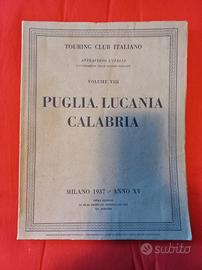 TOURING CLUB ITALIANO
ATTRAVERSO L'ITALIA
VOLUME VIII
PUGLIA, LUCANIA
CALABRIA
MILANO 1937 - ANNO XV
subito